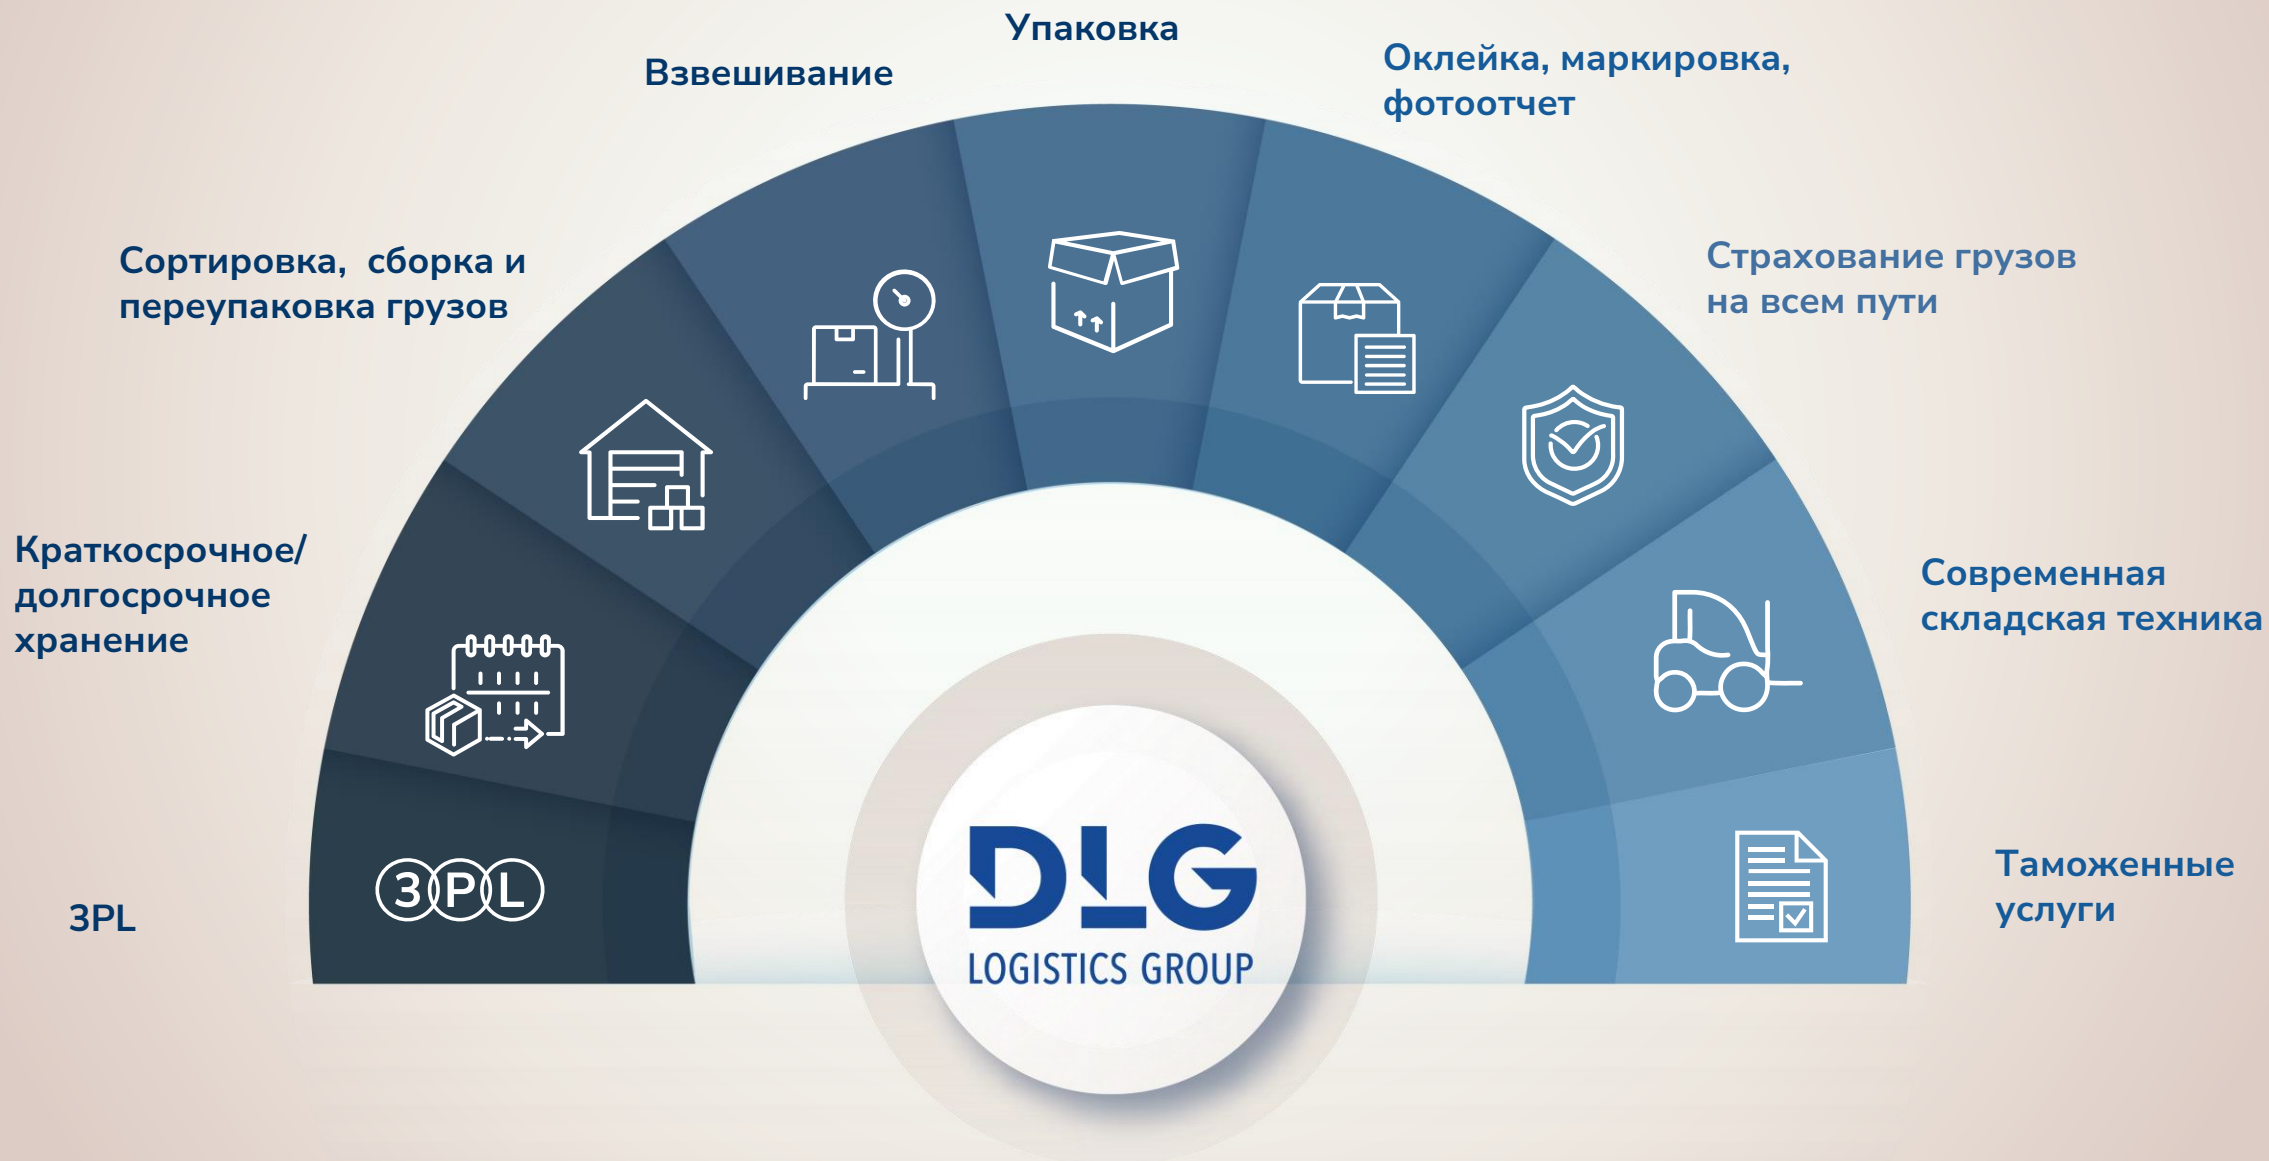 Упаковка
Взвешивание
Оклейка, маркировка,
фотоотчет
Сортировка, сборка и
переупаковка грузов
Страхование грузов
на всем пути
Краткосрочное/
долгосрочное
хранение
Современная
складская техника
3PL
3PL
Таможенные
услуги
DLG
LOGISTICS GROUP